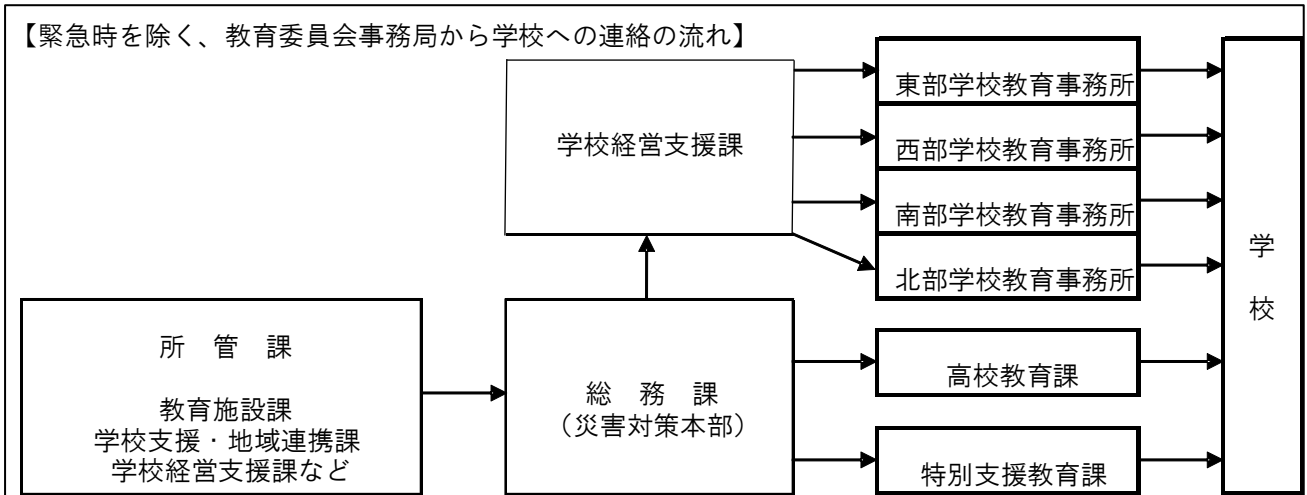 【緊急時を除く、教育委員会事務局から学校への連絡の流れ】
学校経営支援課
東部学校教育事務所
西部学校教育事務所
南部学校教育事務所
北部学校教育事務所
学校
所　管　課
教育施設課
学校支援・地域連携課
学校経営支援課など
総　務　課
（災害対策本部）
高校教育課
特別支援教育課